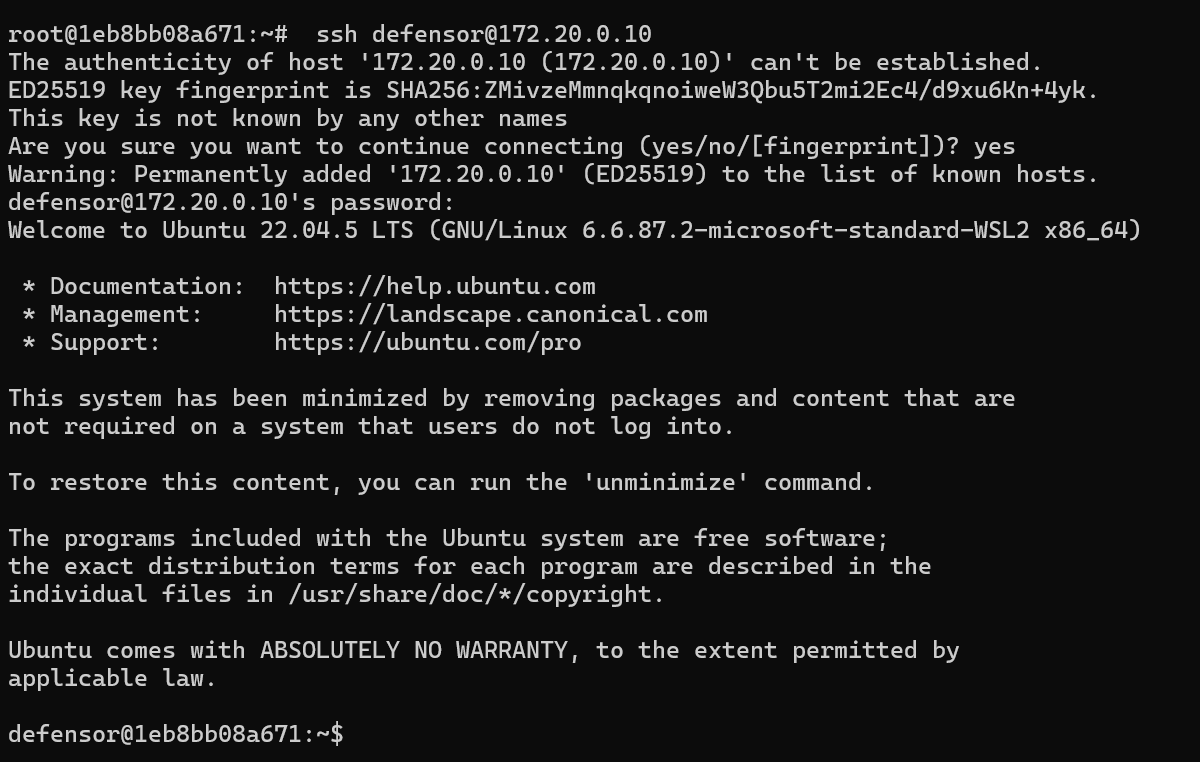 root@1eb8bb08a671:~#  ssh defensor@172.20.0.10
The authenticity of host '172.20.0.10 (172.20.0.10)' can't be established.
ED25519 key fingerprint is SHA256:ZMivzeMmnqkqnoiweW3Qbu5T2mi2Ec4/d9xu6Kn+4yk.
This key is not known by any other names
Are you sure you want to continue connecting (yes/no/[fingerprint])? yes
Warning: Permanently added '172.20.0.10' (ED25519) to the list of known hosts.
defensor@172.20.0.10's password:
Welcome to Ubuntu 22.04.5 LTS (GNU/Linux 6.6.87.2-microsoft-standard-WSL2 x86_64)

 * Documentation:  https://help.ubuntu.com
 * Management:     https://landscape.canonical.com
 * Support:        https://ubuntu.com/pro

This system has been minimized by removing packages and content that are
not required on a system that users do not log into.

To restore this content, you can run the 'unminimize' command.

The programs included with the Ubuntu system are free software;
the exact distribution terms for each program are described in the
individual files in /usr/share/doc/*/copyright.

Ubuntu comes with ABSOLUTELY NO WARRANTY, to the extent permitted by
applicable law.

defensor@1eb8bb08a671:~$